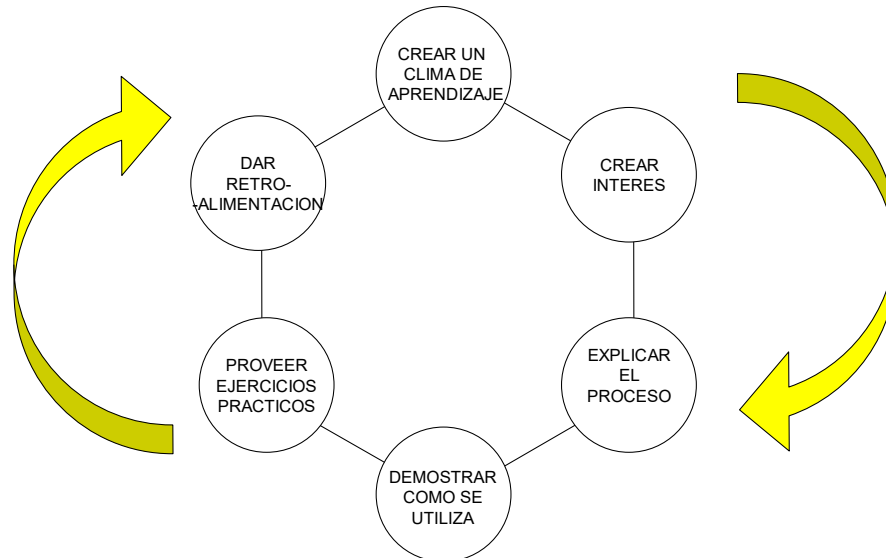 CREAR UN
CLIMA DE
APRENDIZAJE
CREAR
INTERES
EXPLICAR
EL
PROCESO
DEMOSTRAR
COMO SE
UTILIZA
PROVEER
EJERCICIOS
PRACTICOS
DAR
RETRO-
-ALIMENTACION